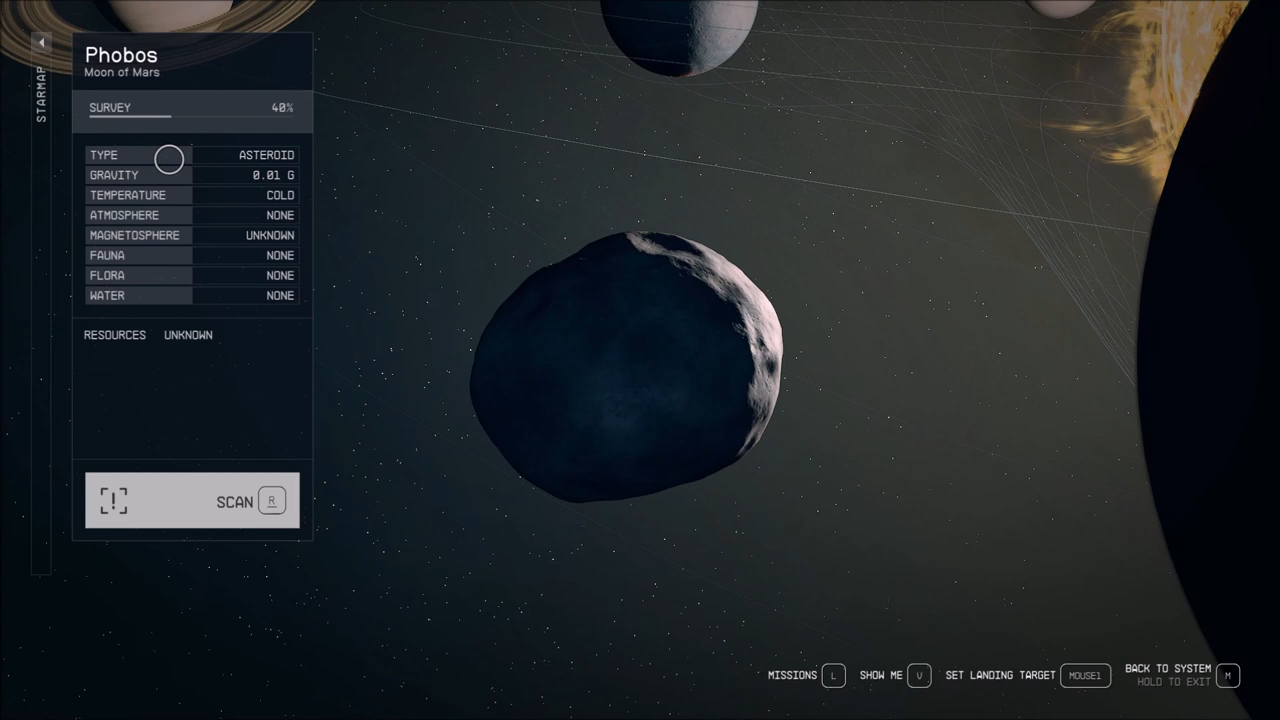 STARMAP
Phobos
Moon of Mars
SURVEY 40%
TYPE ASTEROID
GRAVITY 0.01 G
TEMPERATURE COLD
ATMOSPHERE NONE
MAGNETOSPHERE UNKNOWN
FAUNA NONE
FLORA NONE
WATER NONE
RESOURCES UNKNOWN
SCAN R
MISSIONS L SHOW ME V SET LANDING TARGET MOUSE1 BACK TO SYSTEM M
HOLD TO EXIT